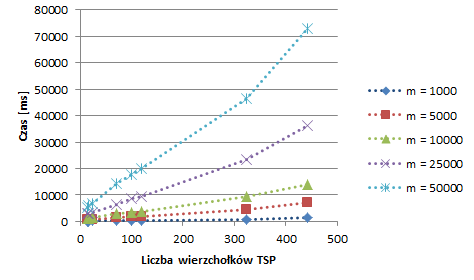 80000
70000
60000
50000
40000
30000
20000
10000
0
Czas [ms]
0 100 200 300 400 500
Liczba wierzchołków TSP
m = 1000
m = 5000
m = 10000
m = 25000
m = 50000